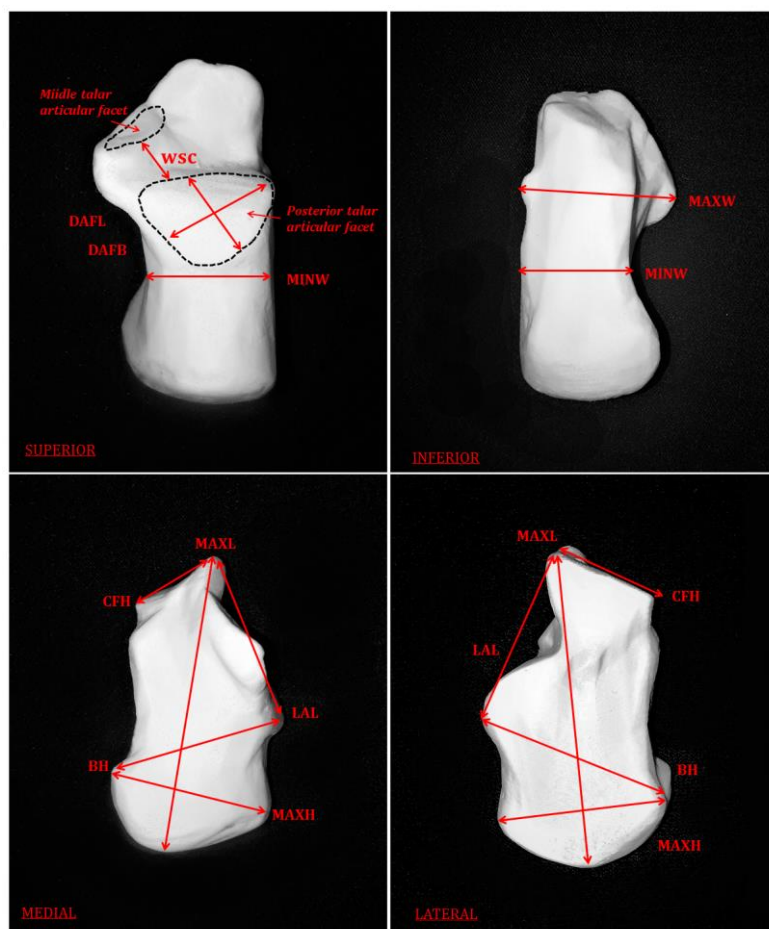 Miidle talar
articular facet
WSC
DAFL
Posterior talar
articular facet
DAFB
MINW
SUPERIOR
MAXW
MINW
INFERIOR
MAXL
CFH
LAL
BH
MAXH
MEDIAL
MAXL
CFH
LAL
BH
MAXH
LATERAL